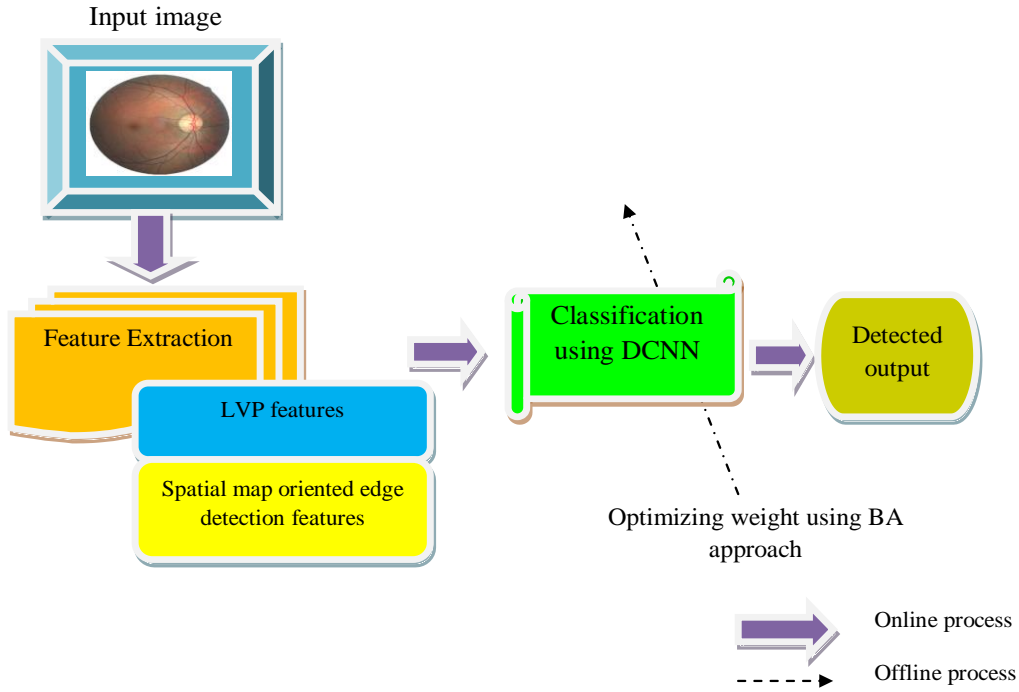 Input image
Feature Extraction
LVP features
Spatial map oriented edge
detection features
Classification
using DCNN
Detected
output
Optimizing weight using BA
approach
Online process
Offline process